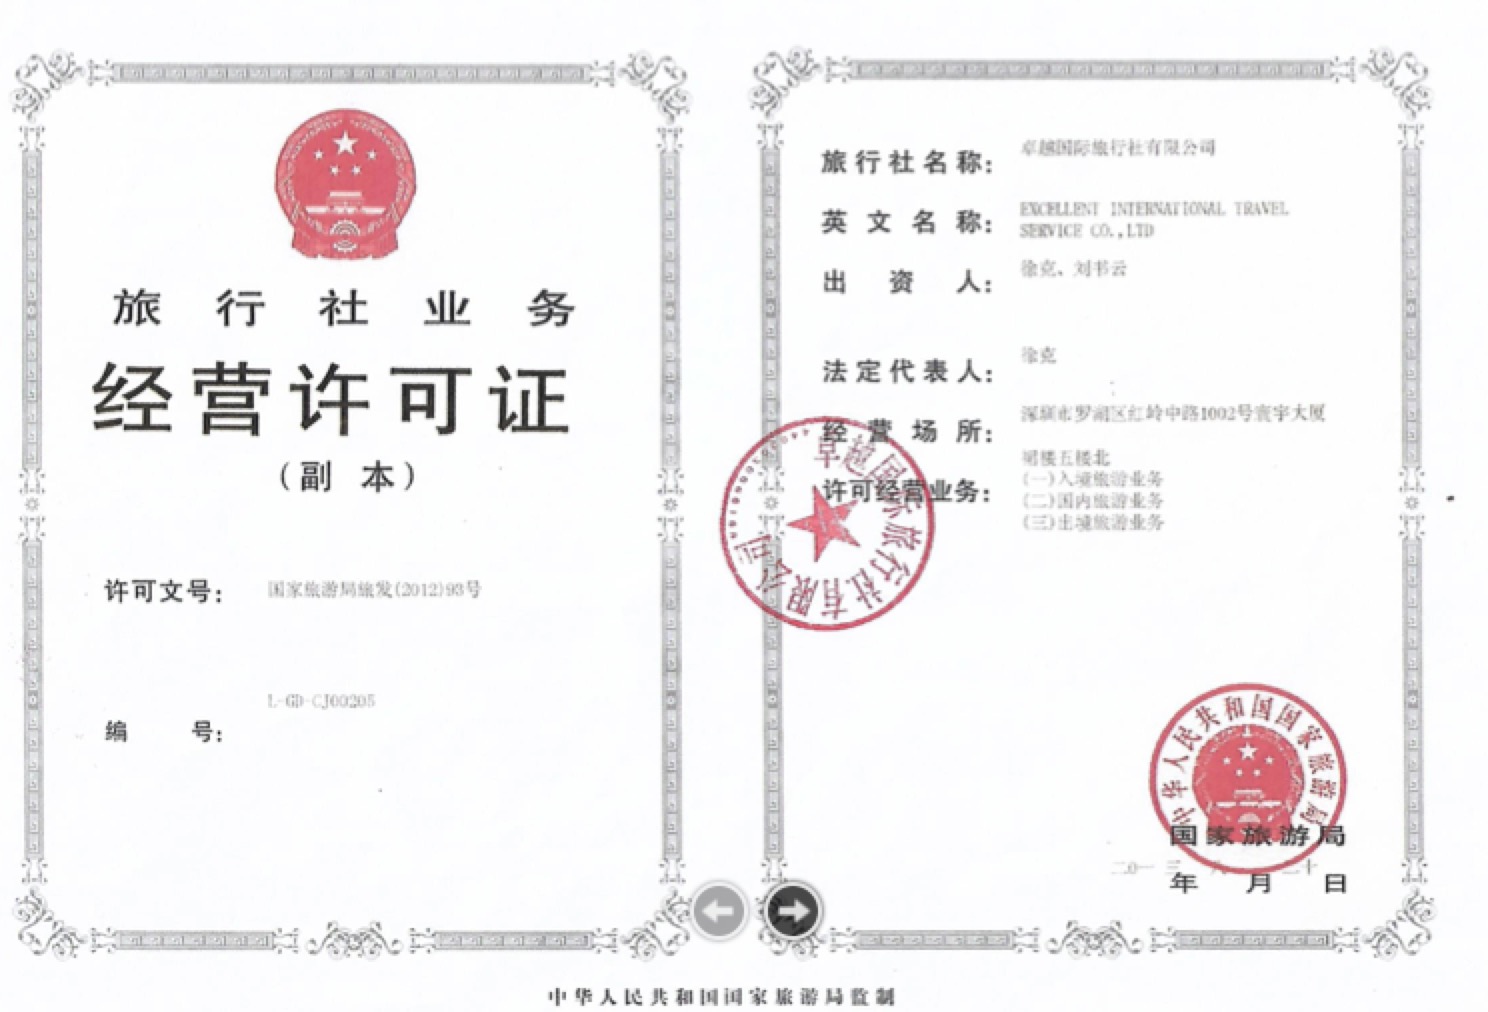 旅行社业务
经营许可证
(副本)
许可文号: 国家旅游局旅发(2012)93号
编号: L-GD-CJ00205
旅行社名称: 卓越国际旅行社有限公司
英文名称: EXCELLENT INTERNATIONAL TRAVEL
SERVICE CO.,LTD
出资人: 徐克、刘书云
法定代表人: 徐克
经营场所: 深圳市罗湖区红岭中路1002号寰宇大厦
裙楼五楼北
许可经营业务: (一)入境旅游业务
(二)国内旅游业务
(三)出境旅游业务
卓越国际旅行社有限公司
中华人民共和国国家旅游局
国家旅游局
二0一三年 月二十日
中华人民共和国国家旅游局监制